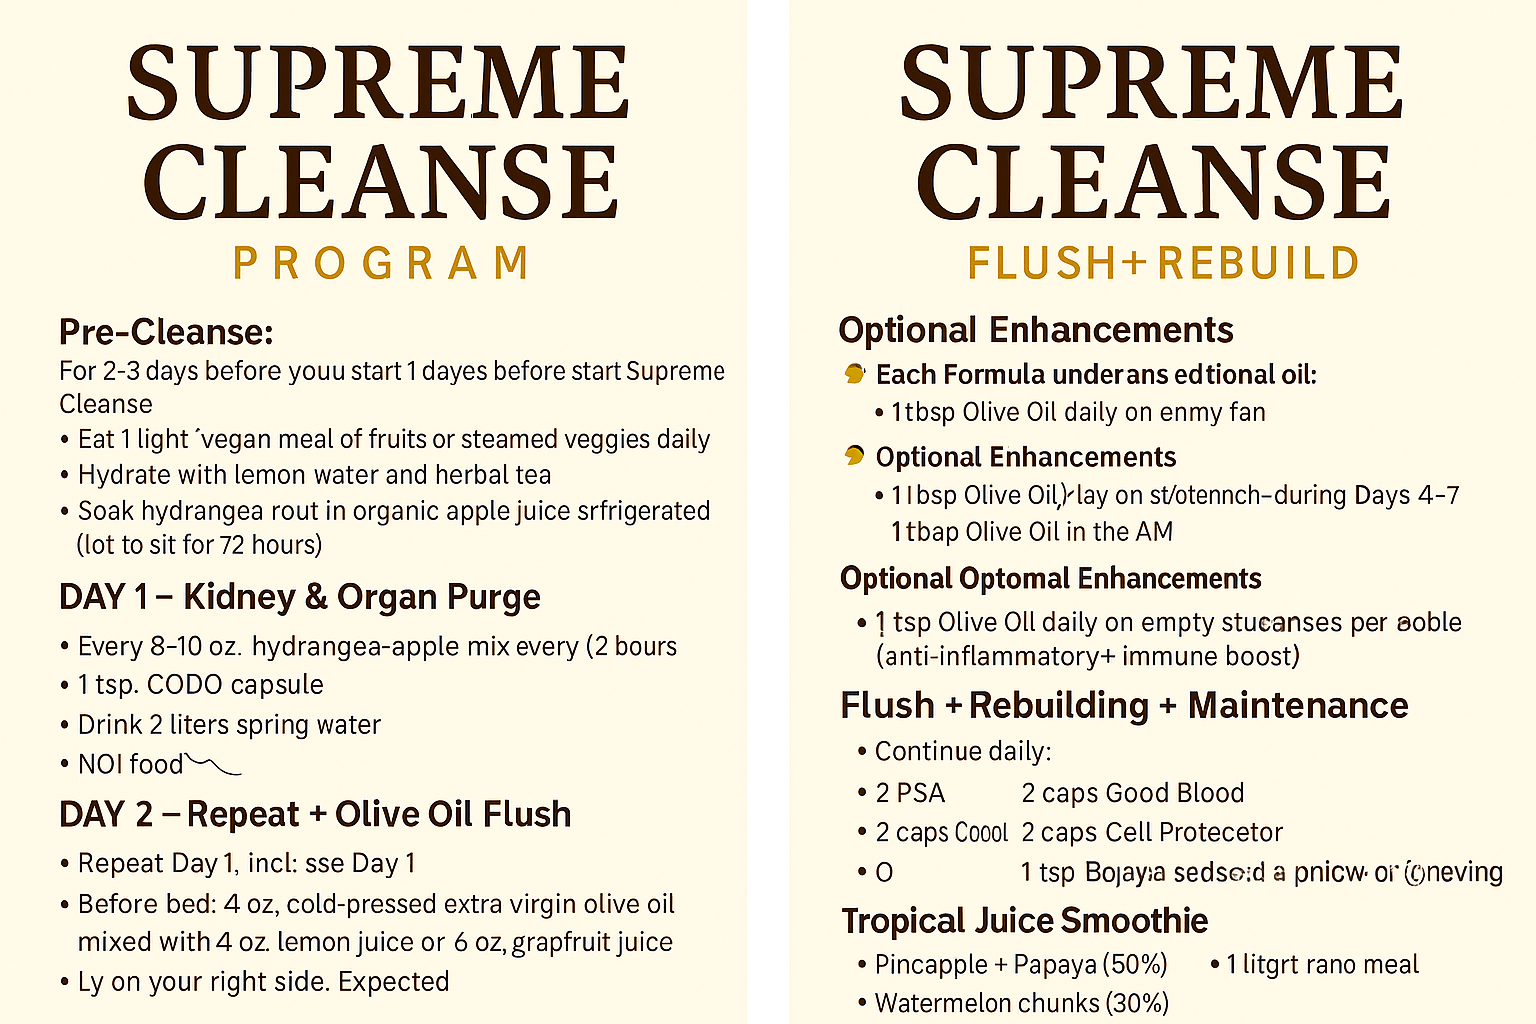 SUPREME
CLEANSE
PROGRAM
Pre-Cleanse:
For 2-3 days before youu start 1 dayes before start Supreme
Cleanse
• Eat 1 light ´vegan meal of fruits or steamed veggies daily
• Hydrate with lemon water and herbal tea
• Soak hydrangea rout in organic apple juice srfrigerated
(lot to sit for 72 hours)
DAY 1 – Kidney & Organ Purge
• Every 8–10 oz. hydrangea-apple mix every (2 bours
• 1 tsp. CODO capsule
• Drink 2 liters spring water
• NOI food
DAY 2 – Repeat + Olive Oil Flush
• Repeat Day 1, incl: sse Day 1
• Before bed: 4 oz, cold-pressed extra virgin olive oil
mixed with 4 oz. lemon juice or 6 oz, grapfruit juice
• Ly on your right side. Expected
SUPREME
CLEANSE
FLUSH+REBUILD
Optional Enhancements
Each Formula underans edtional oil:
• 1tbsp Olive Oil daily on enmy fan
Optional Enhancements
• 1lbsp Olive Oil, lay on st/otennch–during Days 4–7
1tbap Olive Oil in the AM
Optional Optomal Enhancements
• 1 tsp Olive Oll daily on empty stucanses per aoble
(anti-inflammatory+ immune boost)
Flush + Rebuilding + Maintenance
• Continue daily:
• 2 PSA 2 caps Good Blood
• 2 caps Coool 2 caps Cell Protecetor
• O 1 tsp Bojaya a or
Tropical Juice Smoothie
• Pincapple + Papaya (50%) • 1 litgrt rano meal
• Watermelon chunks (30%)